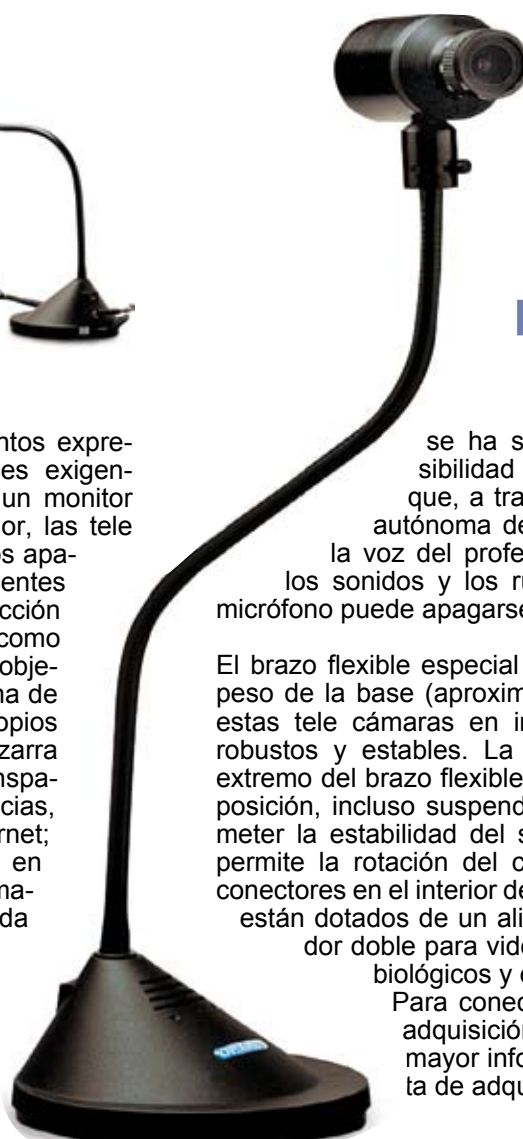 ntos expre-
es exigen-
un monitor
or, las tele
os apa-
entes
cción
como
obje-
na de
opios
zarra
nspa-
cias,
rnet;
en
ma-
da
se ha s
sibilidad
que, a tra
autónoma de
la voz del profe
los sonidos y los ru
micrófono puede apagarse
El brazo flexible especial
peso de la base (aproxim
estas tele cámaras en in
robustos y estables. La
extremo del brazo flexible
posición, incluso suspend
meter la estabilidad del s
permite la rotación del c
conectores en el interior de
están dotados de un ali
dor doble para vide
biológicos y e
Para conec
adquisición
mayor info
ta de adqu